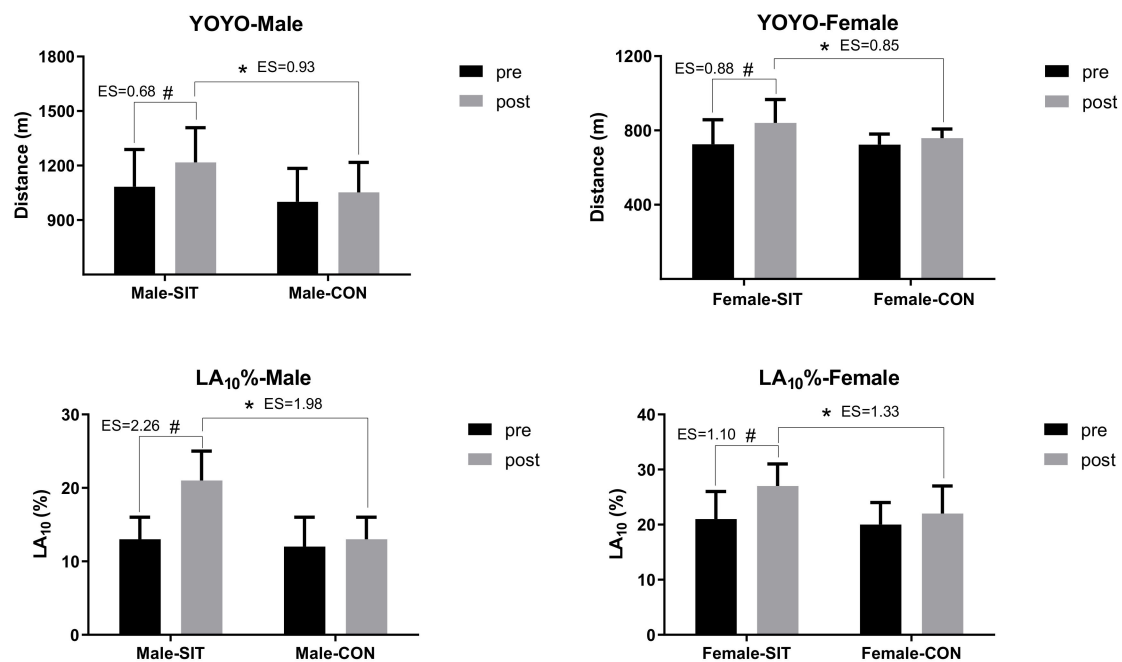 YOYO-Male
1800
1500
1200
900
Distance (m)
ES=0.68 #
* ES=0.93
pre
post
Male-SIT
Male-CON
YOYO-Female
1200
800
400
Distance (m)
ES=0.88 #
* ES=0.85
pre
post
Female-SIT
Female-CON
LA10%-Male
30
20
10
0
LA10 (%)
ES=2.26 #
* ES=1.98
pre
post
Male-SIT
Male-CON
LA10%-Female
40
30
20
10
0
LA10 (%)
ES=1.10 #
* ES=1.33
pre
post
Female-SIT
Female-CON